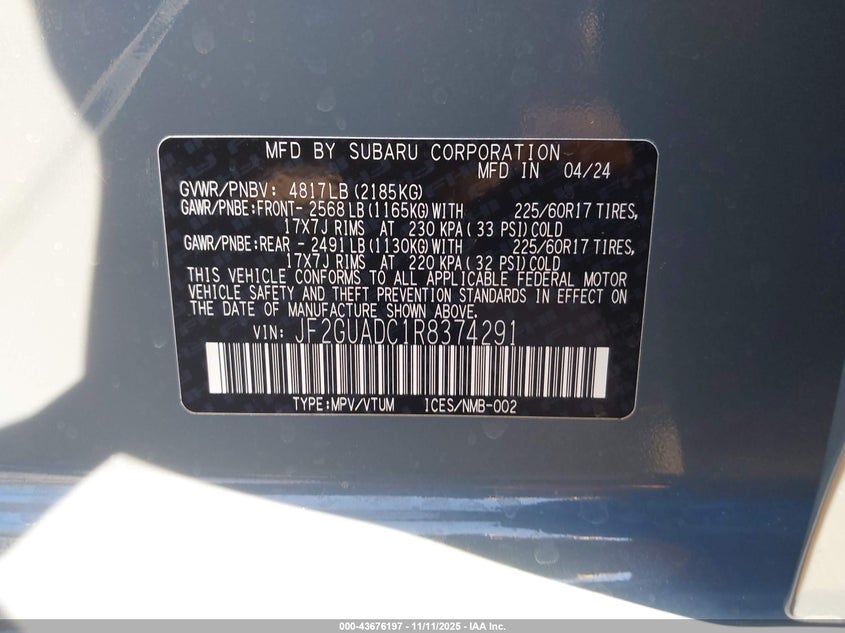 MFD BY SUBARU CORPORATION
MFD IN 04/24
GVWR/PNBV: 4817LB (2185KG)
GAWR/PNBE:FRONT- 2568LB (1165KG) WITH 225/60R17 TIRES,
17X7J RIMS AT 230 KPA (33 PSI) COLD
GAWR/PNBE:REAR - 2491LB (1130KG) WITH 225/60R17 TIRES,
17X7J RIMS AT 220 KPA (32 PSI) COLD
THIS VEHICLE CONFORMS TO ALL APPLICABLE FEDERAL MOTOR
VEHICLE SAFETY AND THEFT PREVENTION STANDARDS IN EFFECT ON
THE DATE OF MANUFACTURE SHOWN ABOVE.
VIN: JF2GUADC1R8374291
TYPE:MPV/VTUM ICES/NMB-002
000-43676197 - 11/11/2025 - IAA Inc.